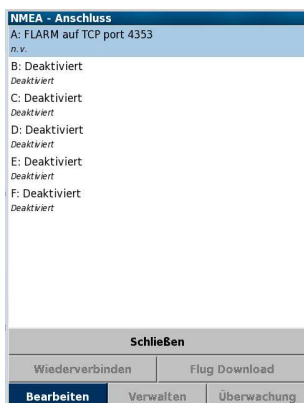 NMEA - Anschluss
A: FLARM auf TCP port 4353
n.v.
B: Deaktiviert
Deaktiviert
C: Deaktiviert
Deaktiviert
D: Deaktiviert
Deaktiviert
E: Deaktiviert
Deaktiviert
F: Deaktiviert
Deaktiviert
Schließen
Wiederverbinden Flug Download
Bearbeiten Verwalten Überwachung